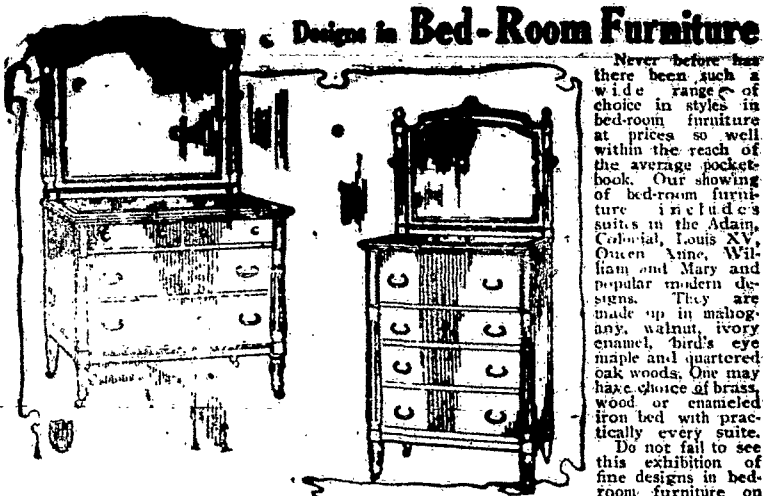 Designs in Bed-Room Furniture
Never before has
there been such a
wide range of
choice in styles in
bed-room furniture
at prices so well
within the reach of
the average pocket-
book. Our showing
of bed-room furni-
ture includes
suites in the Adam,
Colonial, Louis XV,
Queen Anne, Wil-
liam and Mary and
popular modern de-
signs. They are
made up in mahog-
any, walnut, ivory
enamel, bird's eye
maple and quartered
oak woods. One may
have choice of brass,
wood or enameled
iron bed with prac-
tically every suite.
Do not fail to see
this exhibition of
fine designs in bed-
room furniture on